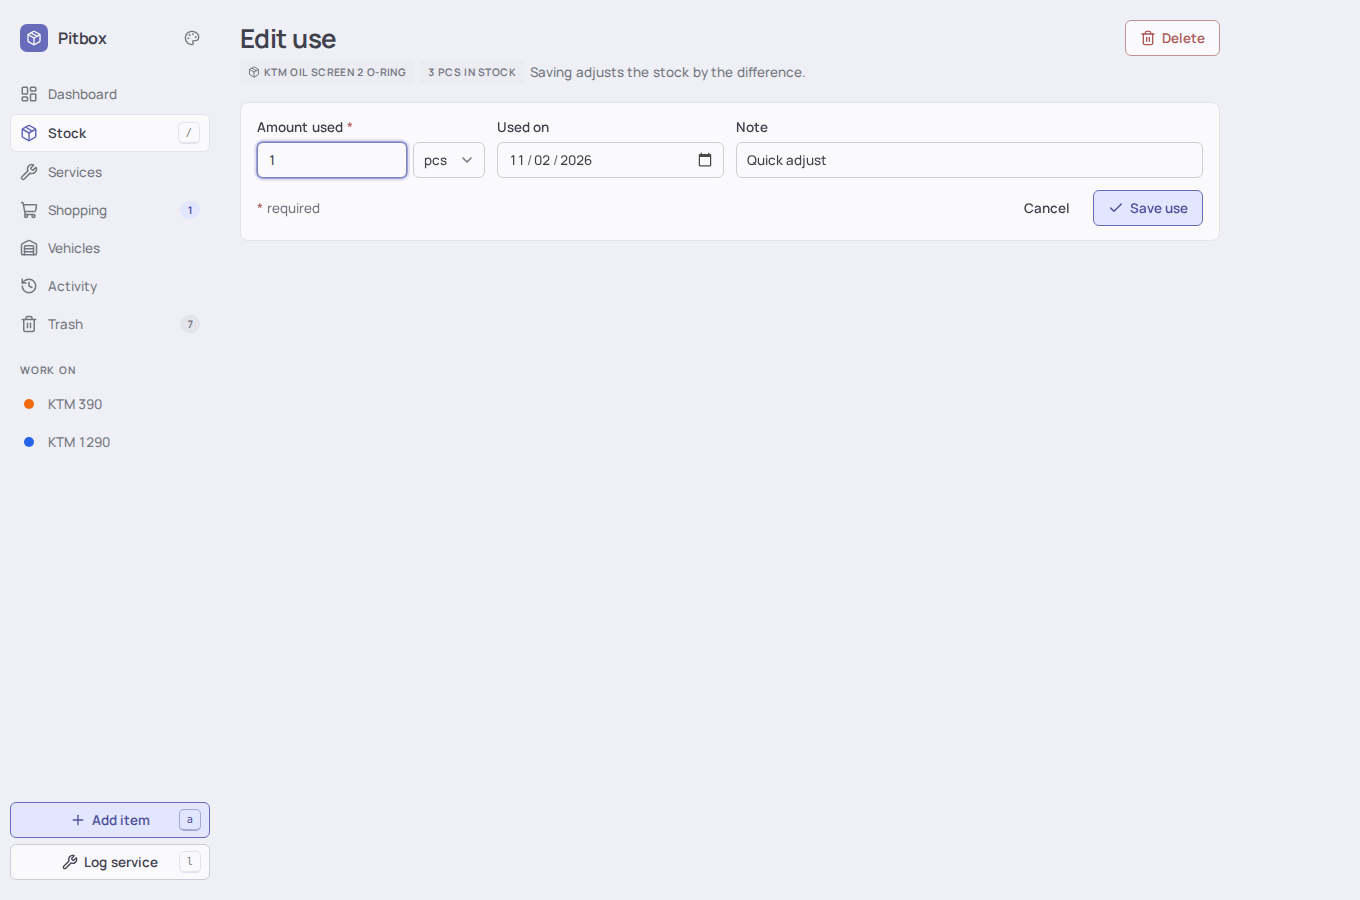 Pitbox
Dashboard
Stock /
Services
Shopping 1
Vehicles
Activity
Trash 7
WORK ON
KTM 390
KTM 1290
Add item a
Log service l
Edit use
Delete
KTM OIL SCREEN 2 O-RING 3 PCS IN STOCK Saving adjusts the stock by the difference.
Amount used * Used on Note
1 pcs 11/02/2026 Quick adjust
* required Cancel Save use